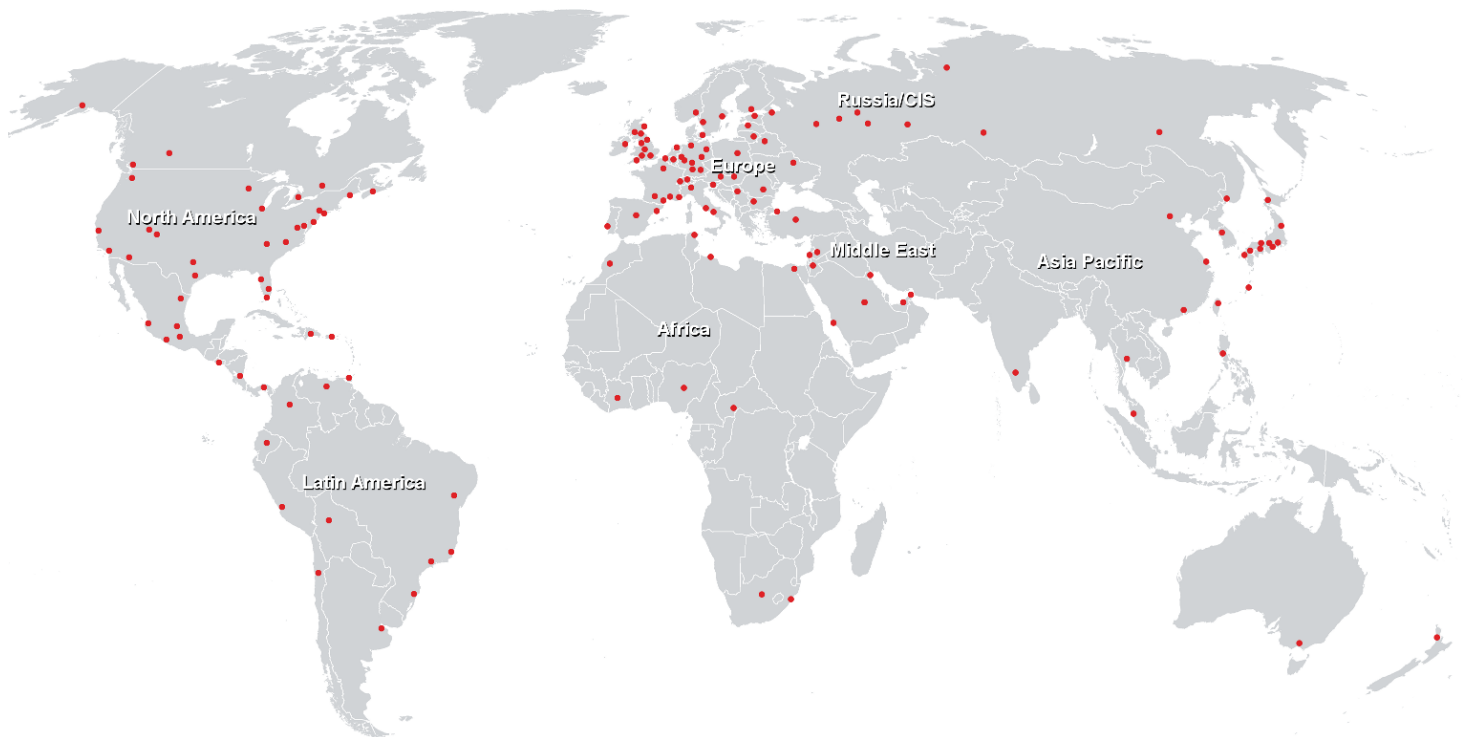 Russia/CIS
Europe
North America
Middle East
Asia Pacific
Africa
Latin America